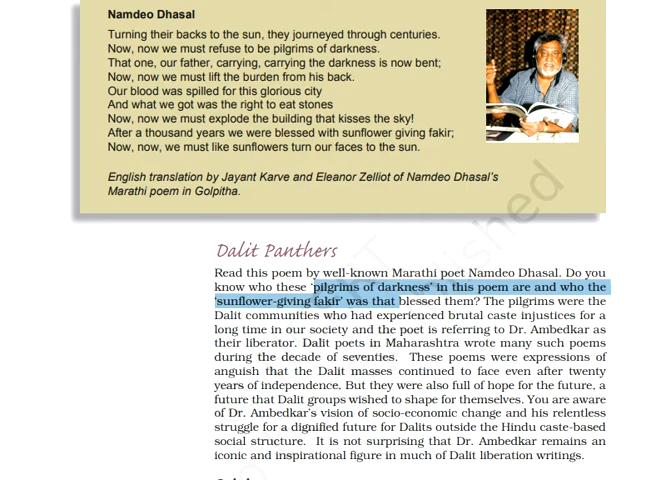 Namdeo Dhasal
Turning their backs to the sun, they journeyed through centuries.
Now, now we must refuse to be pilgrims of darkness.
That one, our father, carrying, carrying the darkness is now bent;
Now, now we must lift the burden from his back.
Our blood was spilled for this glorious city
And what we got was the right to eat stones
Now, now we must explode the building that kisses the sky!
After a thousand years we were blessed with sunflower giving fakir;
Now, now, we must like sunflowers turn our faces to the sun.
English translation by Jayant Karve and Eleanor Zelliot of Namdeo Dhasal's
Marathi poem in Golpitha.
Dalit Panthers
Read this poem by well-known Marathi poet Namdeo Dhasal. Do you
know who these 'pilgrims of darkness' in this poem are and who the
'sunflower-giving fakir' was that blessed them? The pilgrims were the
Dalit communities who had experienced brutal caste injustices for a
long time in our society and the poet is referring to Dr. Ambedkar as
their liberator. Dalit poets in Maharashtra wrote many such poems
during the decade of seventies. These poems were expressions of
anguish that the Dalit masses continued to face even after twenty
years of independence. But they were also full of hope for the future, a
future that Dalit groups wished to shape for themselves. You are aware
of Dr. Ambedkar's vision of socio-economic change and his relentless
struggle for a dignified future for Dalits outside the Hindu caste-based
social structure. It is not surprising that Dr. Ambedkar remains an
iconic and inspirational figure in much of Dalit liberation writings.